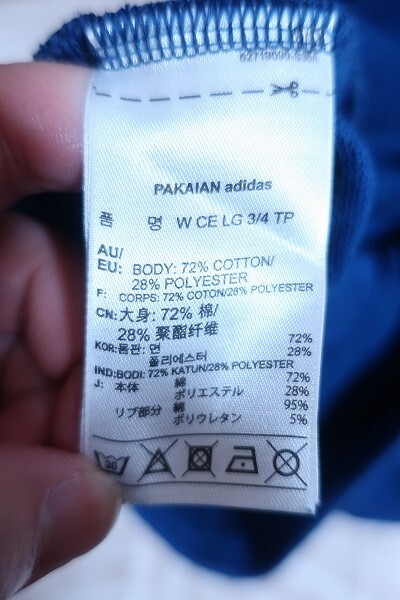 PAKAIAN adidas
품 명 W CE LG 3/4 TP
AU/
EU: BODY: 72% COTTON/
28% POLYESTER
F: CORPS: 72% COTON/28% POLYESTER
CN: 大身: 72% 棉/
28% 聚酯纤维
KOR: 몸판: 면 72%
폴리에스터 28%
IND: BODI: 72% KATUN/28% POLYESTER
J: 本体 綿 72%
ポリエステル 28%
リブ部分 綿 95%
ポリウレタン 5%
30